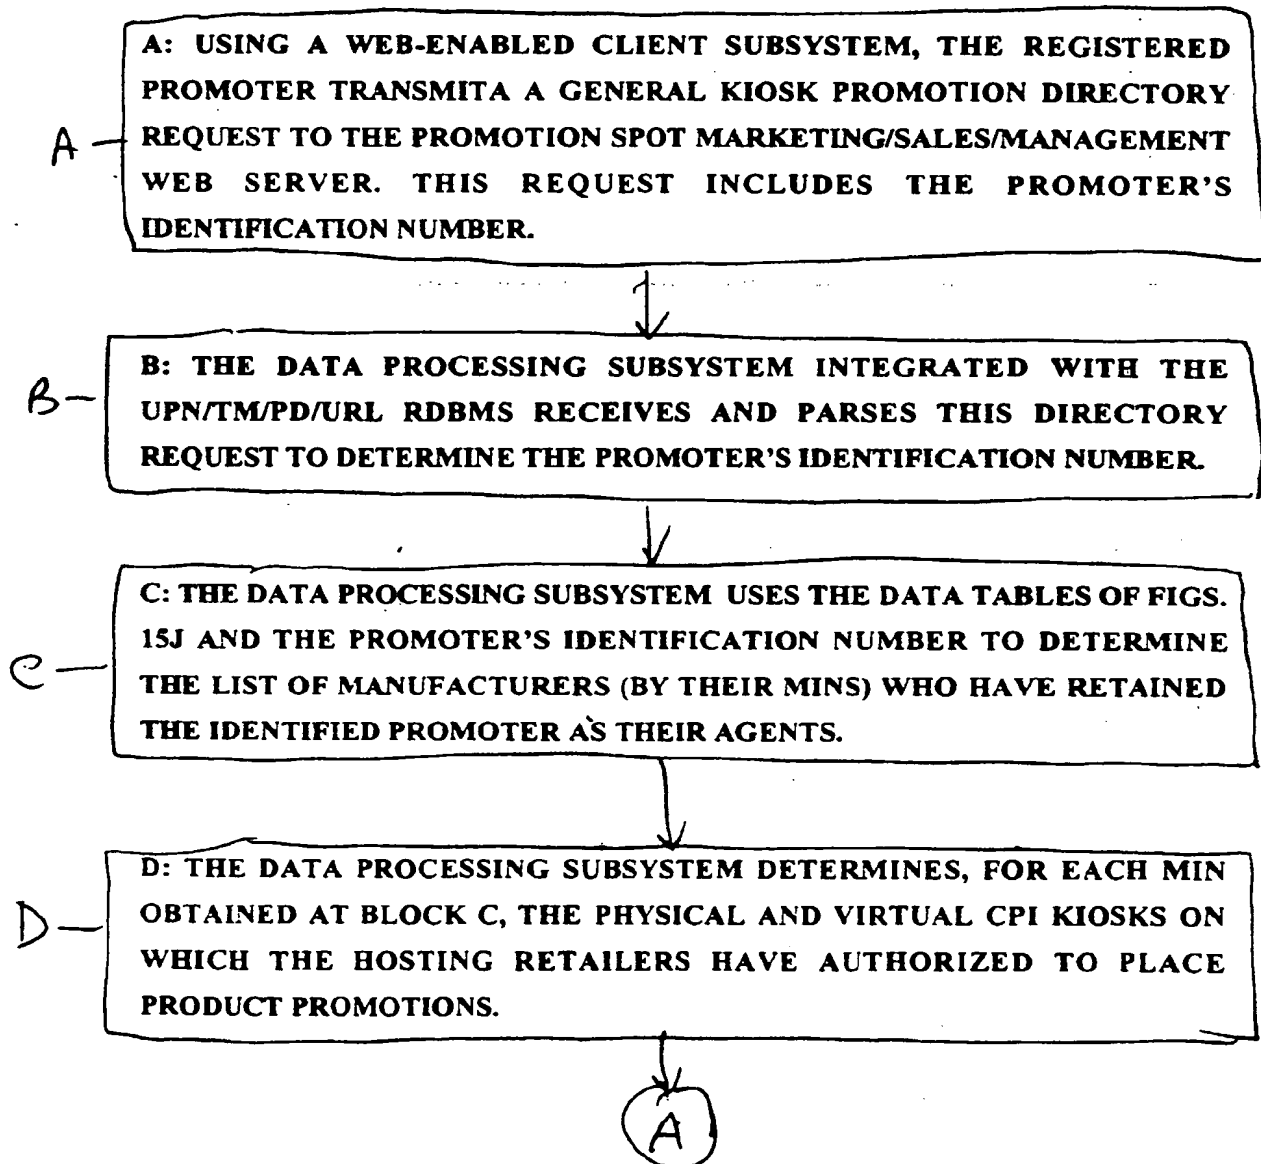 A: USING A WEB-ENABLED CLIENT SUBSYSTEM, THE REGISTERED
PROMOTER TRANSMITA A GENERAL KIOSK PROMOTION DIRECTORY
A
REQUEST TO THE PROMOTION SPOT MARKETING/SALES/MANAGEMENT
WEB SERVER. THIS REQUEST INCLUDES THE PROMOTER'S
IDENTIFICATION NUMBER.
B: THE DATA PROCESSING SUBSYSTEM INTEGRATED WITH THE
B
UPN/TM/PD/URL RDBMS RECEIVES AND PARSES THIS DIRECTORY
REQUEST TO DETERMINE THE PROMOTER'S IDENTIFICATION NUMBER.
C: THE DATA PROCESSING SUBSYSTEM USES THE DATA TABLES OF FIGS.
15J AND THE PROMOTER'S IDENTIFICATION NUMBER TO DETERMINE
C
THE LIST OF MANUFACTURERS (BY THEIR MINS) WHO HAVE RETAINED
THE IDENTIFIED PROMOTER AS THEIR AGENTS.
D: THE DATA PROCESSING SUBSYSTEM DETERMINES, FOR EACH MIN
D
OBTAINED AT BLOCK C, THE PHYSICAL AND VIRTUAL CPI KIOSKS ON
WHICH THE HOSTING RETAILERS HAVE AUTHORIZED TO PLACE
PRODUCT PROMOTIONS.
A